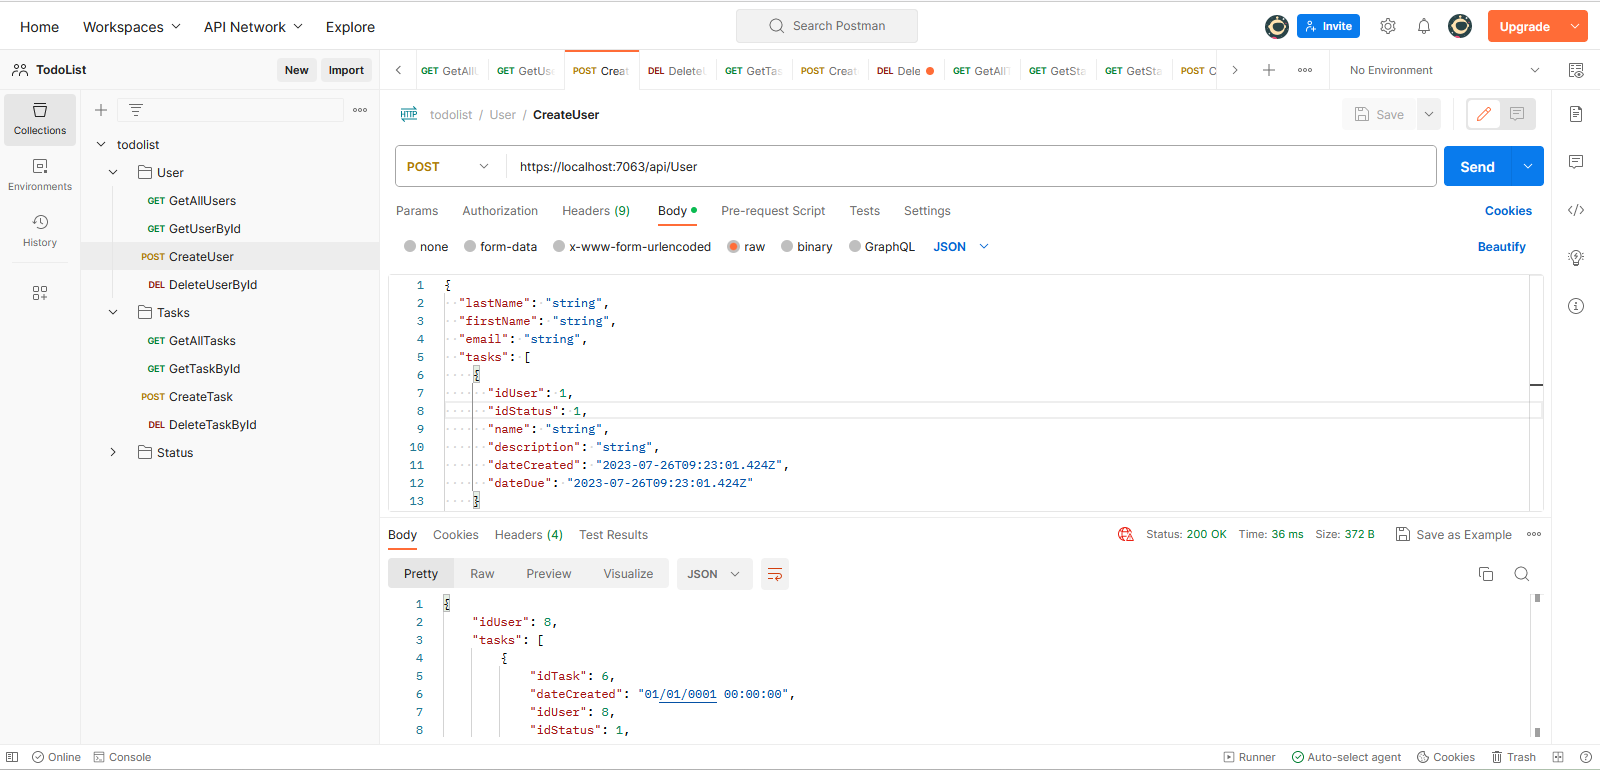 Home Workspaces API Network Explore Search Postman Invite Upgrade
TodoList New Import
GET GetAllU GET GetUse POST Creat DEL DeleteU GET GetTas POST Creat DEL Dele GET GetAllT GET GetSta GET GetSta POST C No Environment
Collections
Environments
History
todolist
User
GET GetAllUsers
GET GetUserById
POST CreateUser
DEL DeleteUserById
Tasks
GET GetAllTasks
GET GetTaskById
POST CreateTask
DEL DeleteTaskById
Status
HTTP todolist / User / CreateUser Save
POST https://localhost:7063/api/User Send
Params Authorization Headers (9) Body Pre-request Script Tests Settings Cookies
none form-data x-www-form-urlencoded raw binary GraphQL JSON Beautify
1 {
2 "lastName": "string",
3 "firstName": "string",
4 "email": "string",
5 "tasks": [
6 {
7 "idUser": 1,
8 "idStatus": 1,
9 "name": "string",
10 "description": "string",
11 "dateCreated": "2023-07-26T09:23:01.424Z",
12 "dateDue": "2023-07-26T09:23:01.424Z"
13 }
Body Cookies Headers (4) Test Results Status: 200 OK Time: 36 ms Size: 372 B Save as Example
Pretty Raw Preview Visualize JSON
1 {
2 "idUser": 8,
3 "tasks": [
4 {
5 "idTask": 6,
6 "dateCreated": "01/01/0001 00:00:00",
7 "idUser": 8,
8 "idStatus": 1,
Online Console Runner Auto-select agent Cookies Trash